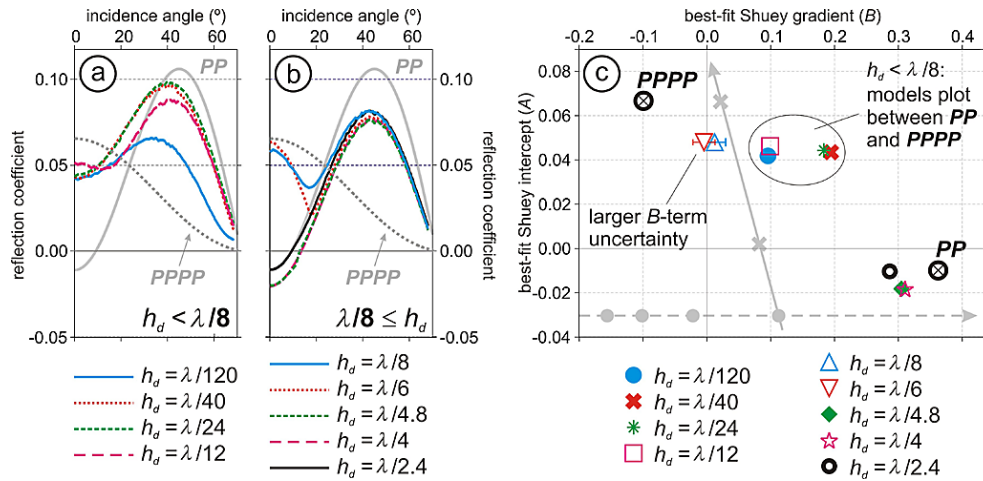 incidence angle (º)
0 20 40 60
incidence angle (º)
0 20 40 60
best-fit Shuey gradient (B)
-0.2 -0.1 0.0 0.1 0.2 0.3 0.4
reflection coefficient
0.10
0.05
0.00
-0.05
a
PP
PPPP
h_d < λ/8
b
PP
λ/8 ≤ h_d
0.10
0.05
0.00
-0.05
reflection coefficient
best-fit Shuey intercept (A)
0.08
0.06
0.04
0.02
0.00
-0.02
-0.04
c
PPPP
h_d < λ/8:
models plot
between PP
and PPPP
larger B-term
uncertainty
PP
h_d = λ/120
h_d = λ/40
h_d = λ/24
h_d = λ/12
h_d = λ/8
h_d = λ/6
h_d = λ/4.8
h_d = λ/4
h_d = λ/2.4
h_d = λ/120
h_d = λ/40
h_d = λ/24
h_d = λ/12
h_d = λ/8
h_d = λ/6
h_d = λ/4.8
h_d = λ/4
h_d = λ/2.4